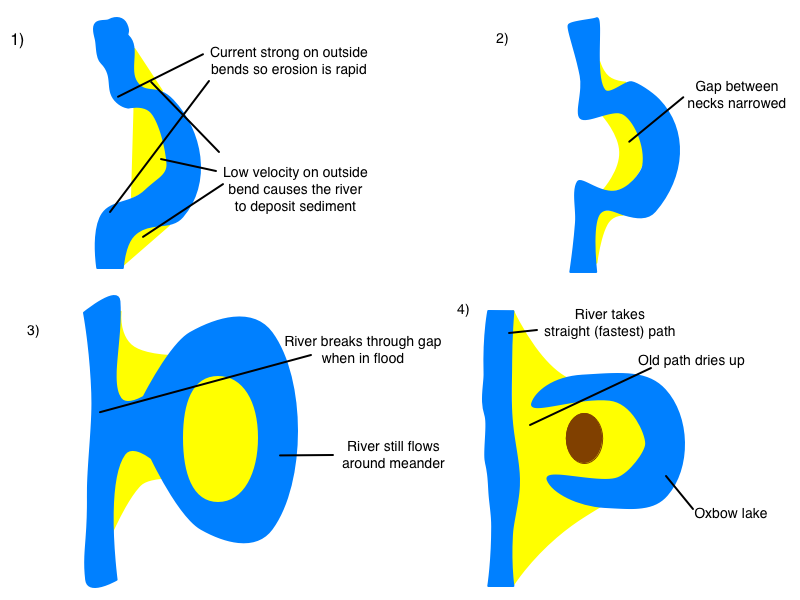 1)
Current strong on outside
bends so erosion is rapid
Low velocity on outside
bend causes the river
to deposit sediment
2)
Gap between
necks narrowed
3)
River breaks through gap
when in flood
River still flows
around meander
4)
River takes
straight (fastest) path
Old path dries up
Oxbow lake